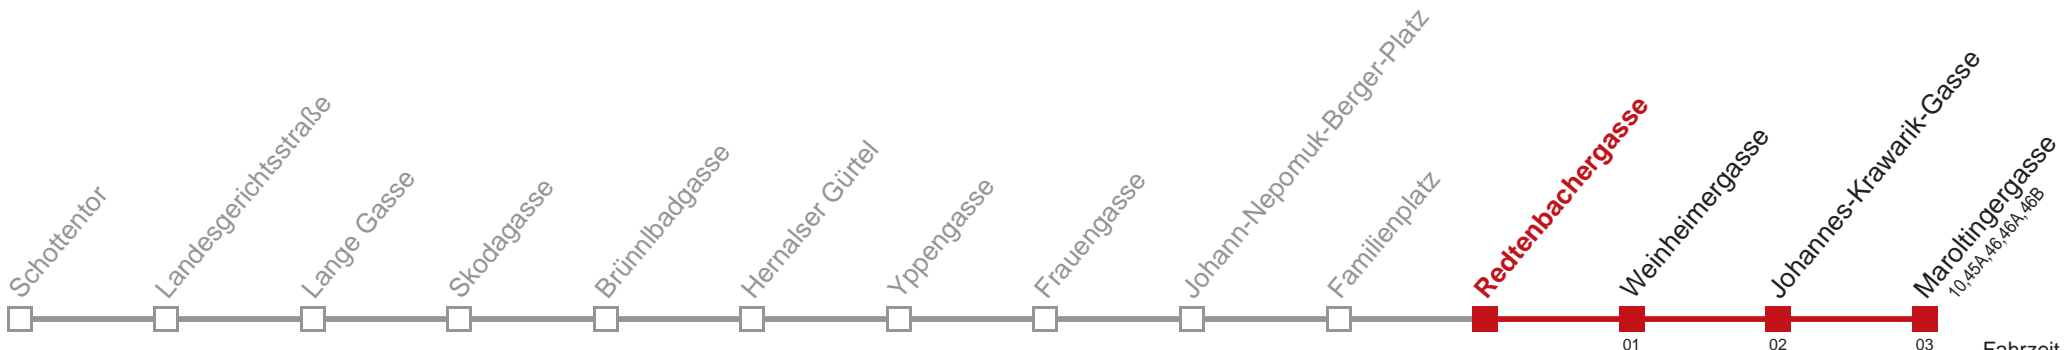 Schottentor
Landesgerichtsstraße
Lange Gasse
Skodagasse
Brünnlbadgasse
Hernalser Gürtel
Yppengasse
Frauengasse
Johann-Nepomuk-Berger-Platz
Familienplatz
Redtenbachergasse
Weinheimergasse
Johannes-Krawarik-Gasse
Maroltingergasse
10,45A,46,46A,46B
01
02
03
Fahrzeit